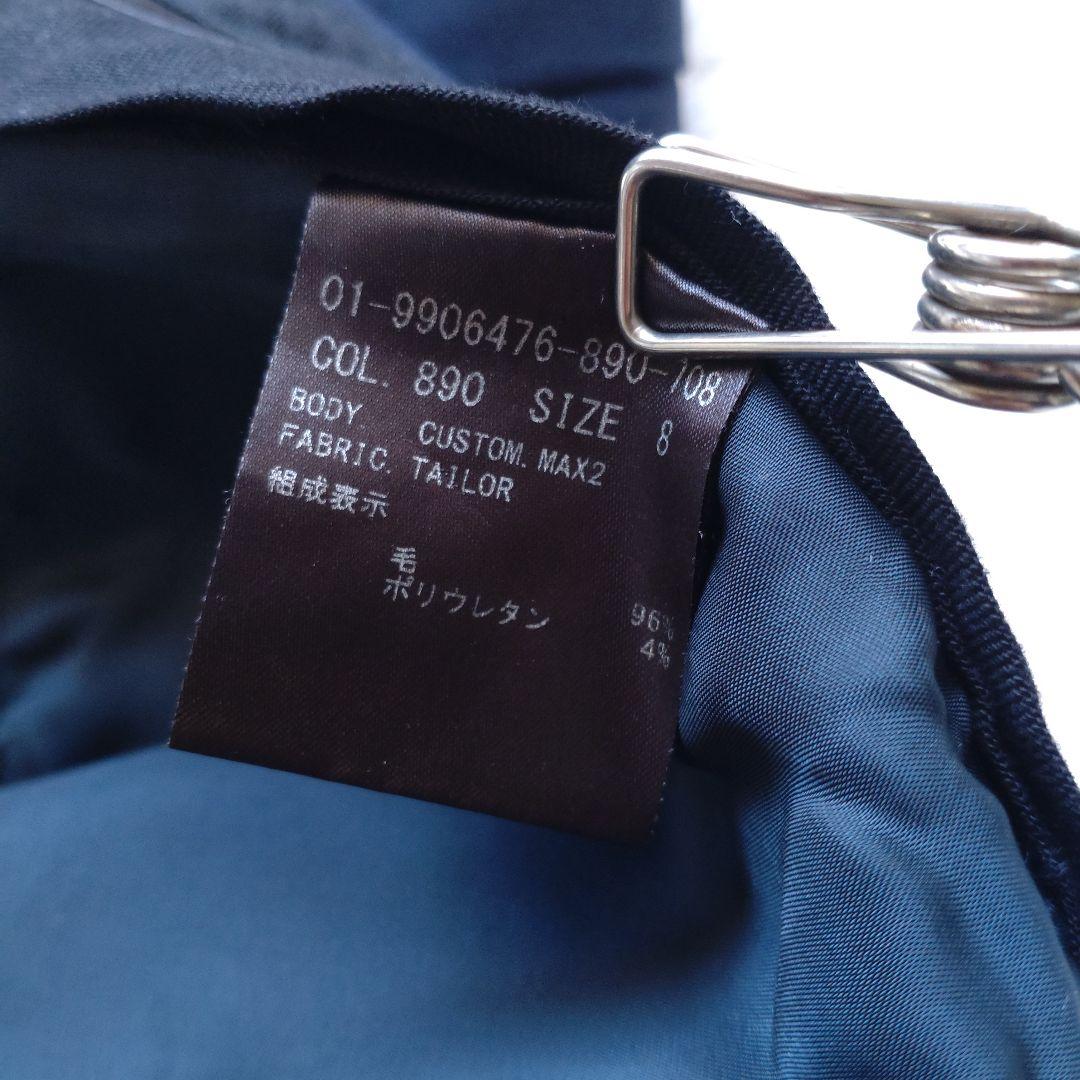 01-9906476-890-708
COL. 890 SIZE 8
BODY CUSTOM. MAX2
FABRIC. TAILOR
組成表示
毛 96%
ポリウレタン 4%